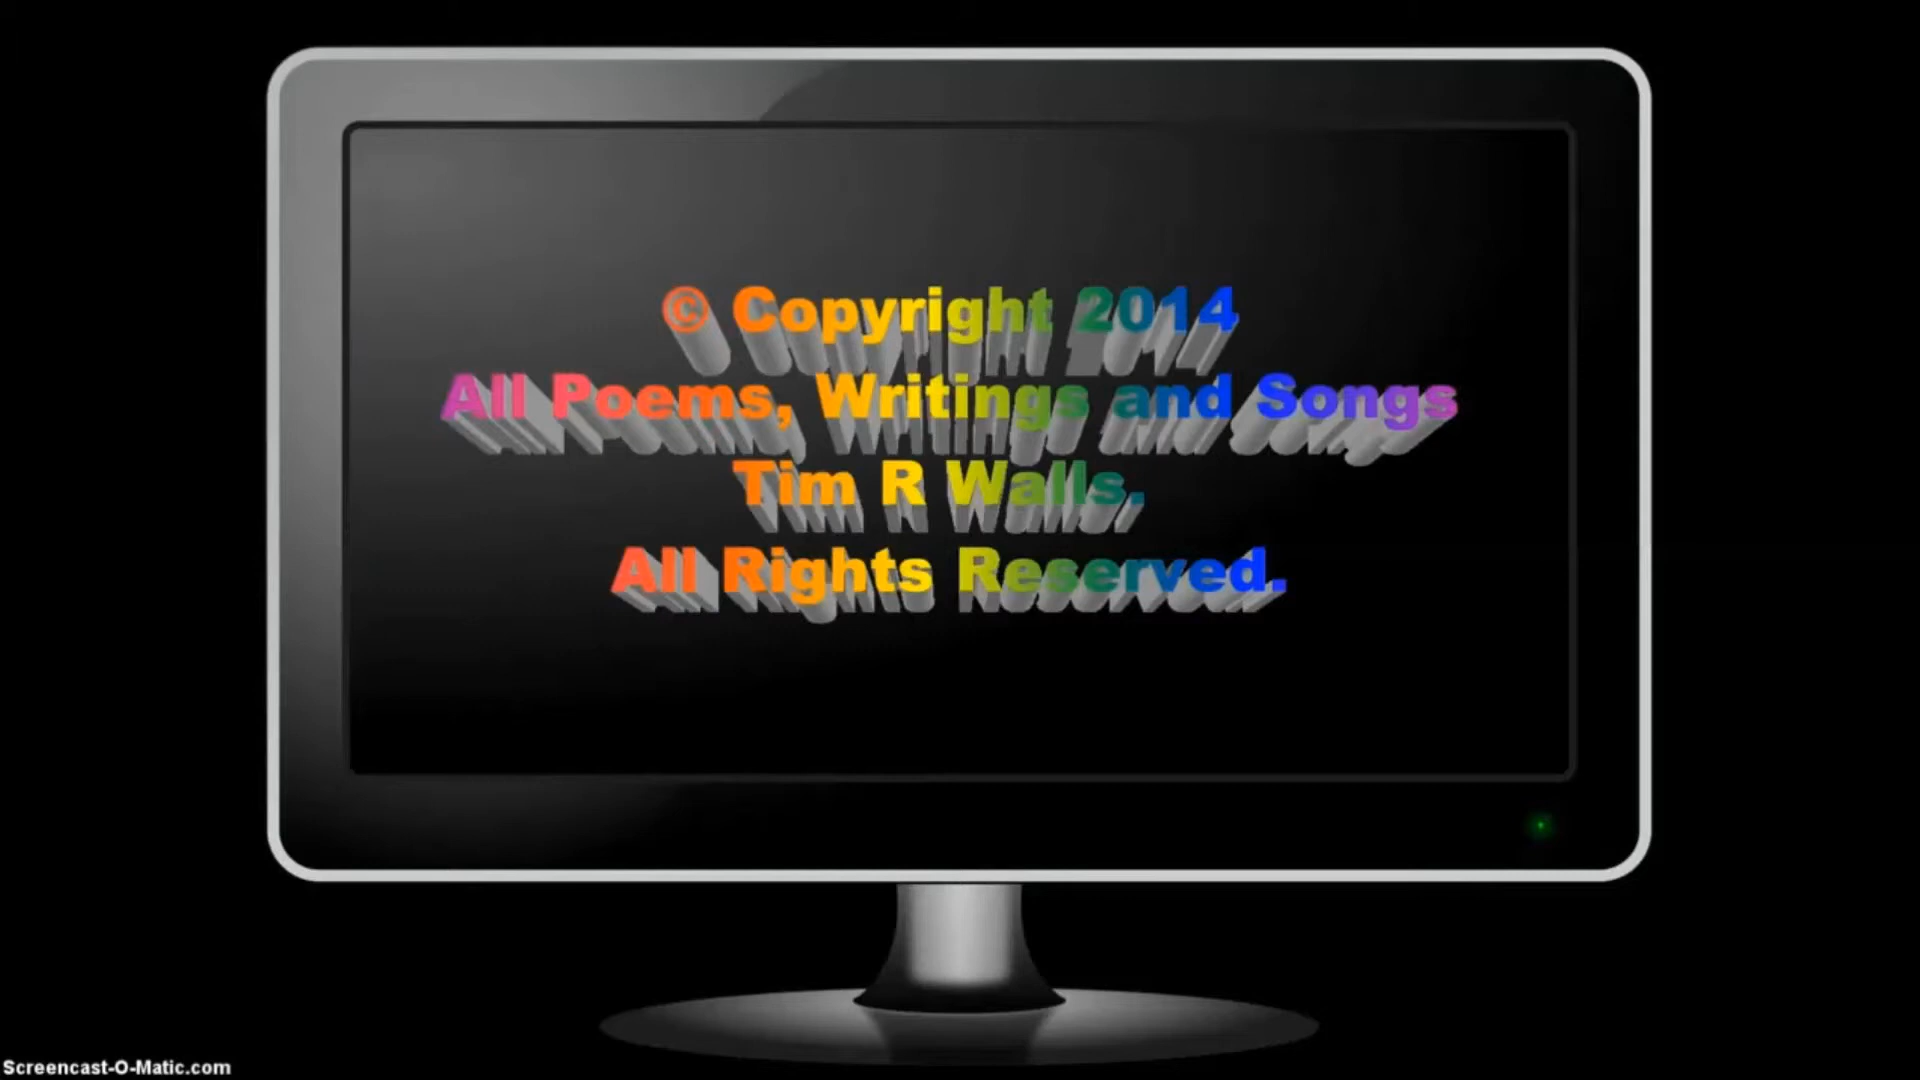 © Copyright 2014
All Poems, Writings and Songs
Tim R Walls.
All Rights Reserved.
Screencast-O-Matic.com